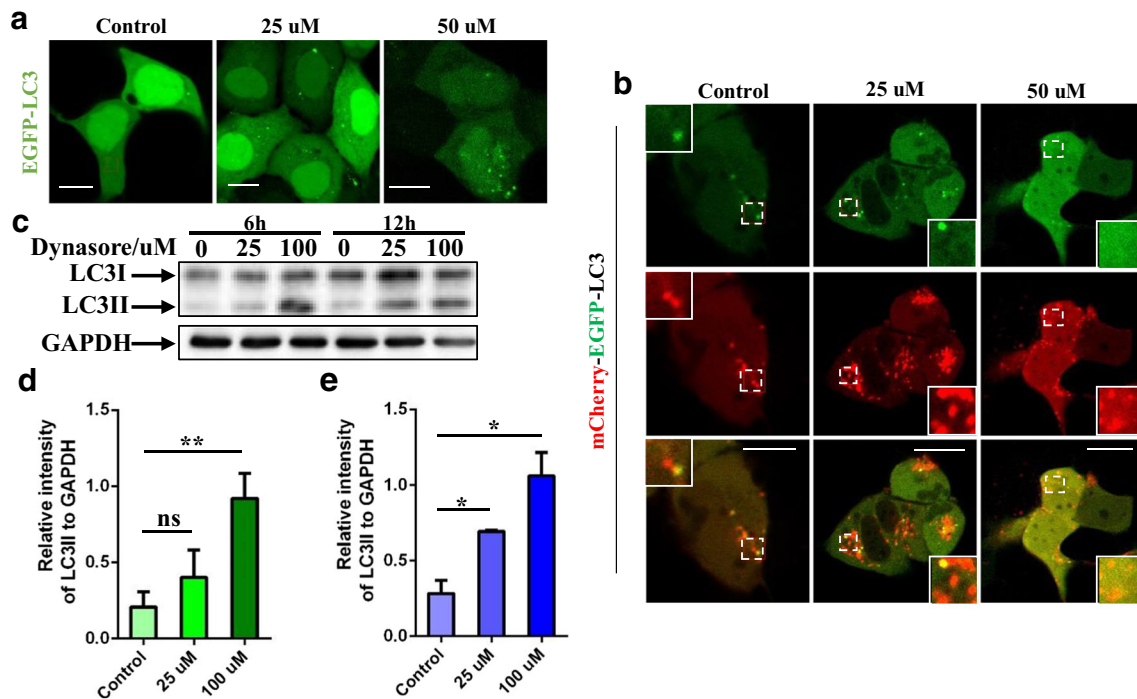 a
Control 25 uM 50 uM
EGFP-LC3
b
Control 25 uM 50 uM
mCherry-EGFP-LC3
c
6h 12h
Dynasore/uM 0 25 100 0 25 100
LC3I
LC3II
GAPDH
d
Relative intensity
of LC3II to GAPDH
1.5
1.0
0.5
0.0
**
ns
Control 25 uM 100 uM
e
Relative intensity
of LC3II to GAPDH
1.5
1.0
0.5
0.0
*
*
Control 25 uM 100 uM